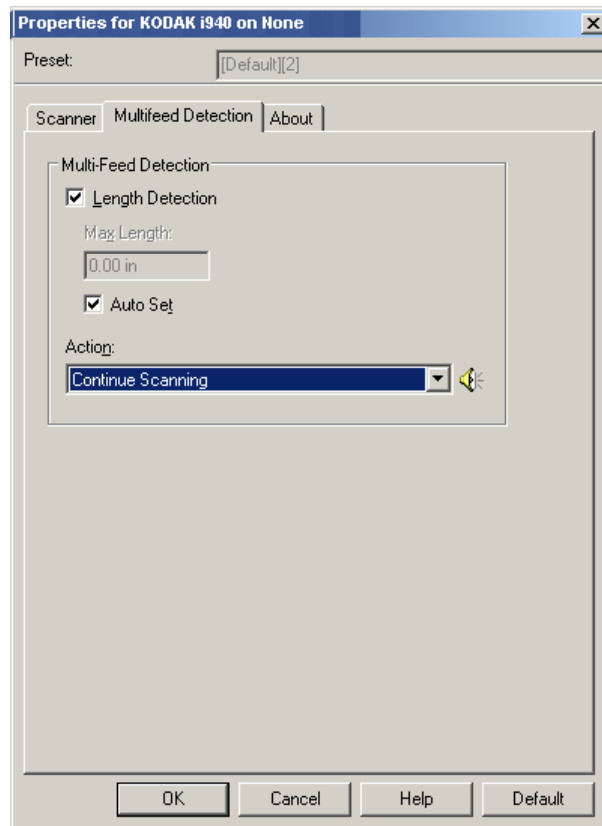 Properties for KODAK i940 on None
Preset:
[Default][2]
Scanner
Multifeed Detection
About
Multi-Feed Detection
Length Detection
Max Length:
0.00 in
Auto Set
Action:
Continue Scanning
OK
Cancel
Help
Default